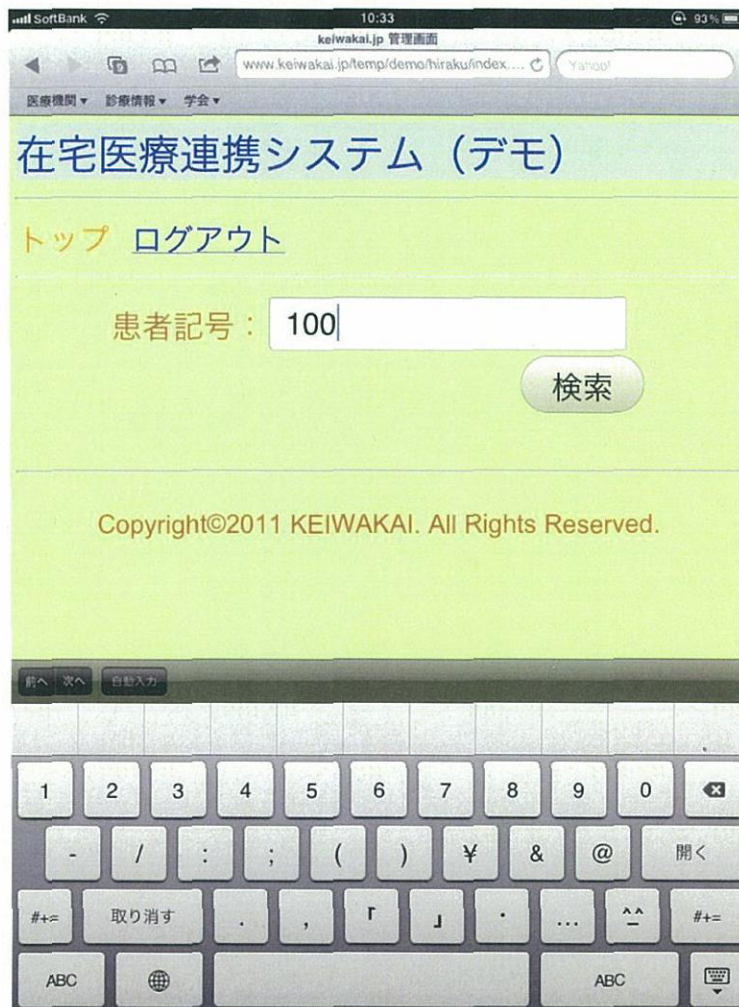 SoftBank 10:33 93%
keiwakai.jp 管理画面
www.keiwakai.jp/temp/demo/hiraku/index.... Yahoo!
医療機関▼ 診療情報▼ 学会▼
在宅医療連携システム（デモ）
トップ ログアウト
患者記号： 100
検索
Copyright©2011 KEIWAKAI. All Rights Reserved.
前へ 次へ 自動入力
1 2 3 4 5 6 7 8 9 0
- / : ; ( ) ¥ & @ 開く
#+= 取り消す . , 「 」 ・ … ^_^ #+=
ABC ABC